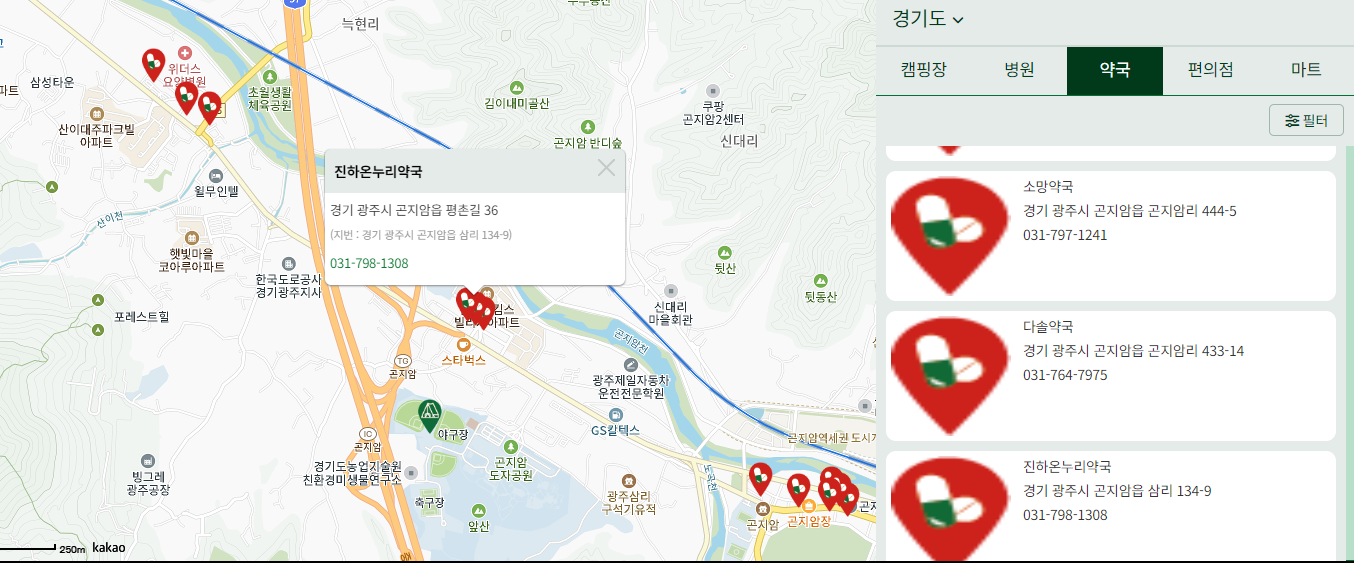 늑현리
위더스
요양병원
삼성타운
초월생활
체육공원
산이대주파크빌
아파트
김이내미골산
쿠팡
곤지암2센터
곤지암 반디숲
신대리
월무인텔
산이천
햇빛마을
코아루아파트
한국도로공사
경기광주지사
포레스트힐
진하온누리약국
경기 광주시 곤지암읍 평촌길 36
(지번 : 경기 광주시 곤지암읍 삼리 134-9)
031-798-1308
뒷산
뒷동산
신대리
마을회관
킴스
빌리 아파트
스타벅스
곤지암천
TG
곤지암
광주제일자동차
운전전문학원
GS칼텍스
야구장
IC
곤지암
곤지암역세권 도시
경기도농업기술원
친환경미생물연구소
곤지암
도자공원
빙그레
광주공장
축구장
광주삼리
구석기유적
앞산
도곡천
곤지암
곤지암장
250m kakao
경기도
캠핑장 병원 약국 편의점 마트
필터
소망약국
경기 광주시 곤지암읍 곤지암리 444-5
031-797-1241
다솔약국
경기 광주시 곤지암읍 곤지암리 433-14
031-764-7975
진하온누리약국
경기 광주시 곤지암읍 삼리 134-9
031-798-1308